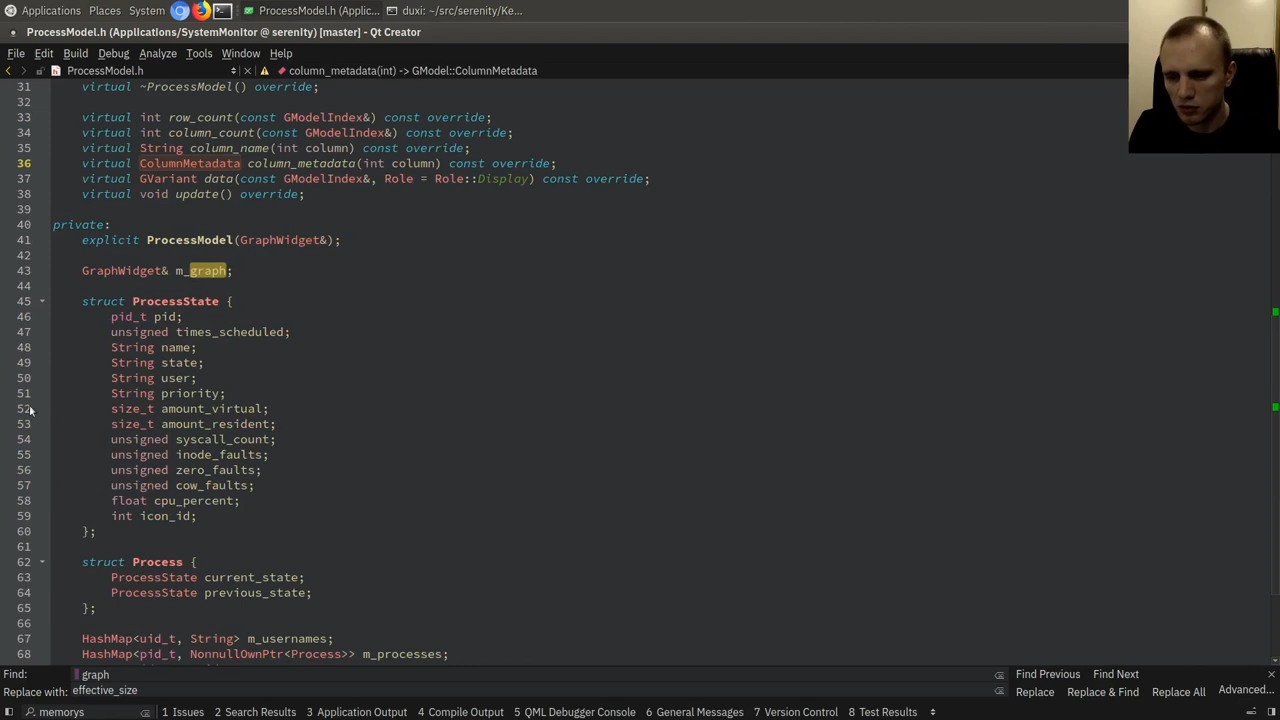 Applications Places System ProcessModel.h (Applic... duxi: ~/src/serenity/Ke...
ProcessModel.h (Applications/SystemMonitor @ serenity) [master] - Qt Creator
File Edit Build Debug Analyze Tools Window Help
ProcessModel.h column_metadata(int) -> GModel::ColumnMetadata
31 virtual ~ProcessModel() override;
32
33 virtual int row_count(const GModelIndex&) const override;
34 virtual int column_count(const GModelIndex&) const override;
35 virtual String column_name(int column) const override;
36 virtual ColumnMetadata column_metadata(int column) const override;
37 virtual GVariant data(const GModelIndex&, Role = Role::Display) const override;
38 virtual void update() override;
39
40 private:
41 explicit ProcessModel(GraphWidget&);
42
43 GraphWidget& m_graph;
44
45 struct ProcessState {
46 pid_t pid;
47 unsigned times_scheduled;
48 String name;
49 String state;
50 String user;
51 String priority;
52 size_t amount_virtual;
53 size_t amount_resident;
54 unsigned syscall_count;
55 unsigned inode_faults;
56 unsigned zero_faults;
57 unsigned cow_faults;
58 float cpu_percent;
59 int icon_id;
60 };
61
62 struct Process {
63 ProcessState current_state;
64 ProcessState previous_state;
65 };
66
67 HashMap<uid_t, String> m_usernames;
68 HashMap<pid_t, NonnullOwnPtr<Process>> m_processes;
Find: graph Find Previous Find Next
Replace with: effective_size Replace Replace & Find Replace All Advanced...
memorys 1 Issues 2 Search Results 3 Application Output 4 Compile Output 5 QML Debugger Console 6 General Messages 7 Version Control 8 Test Results